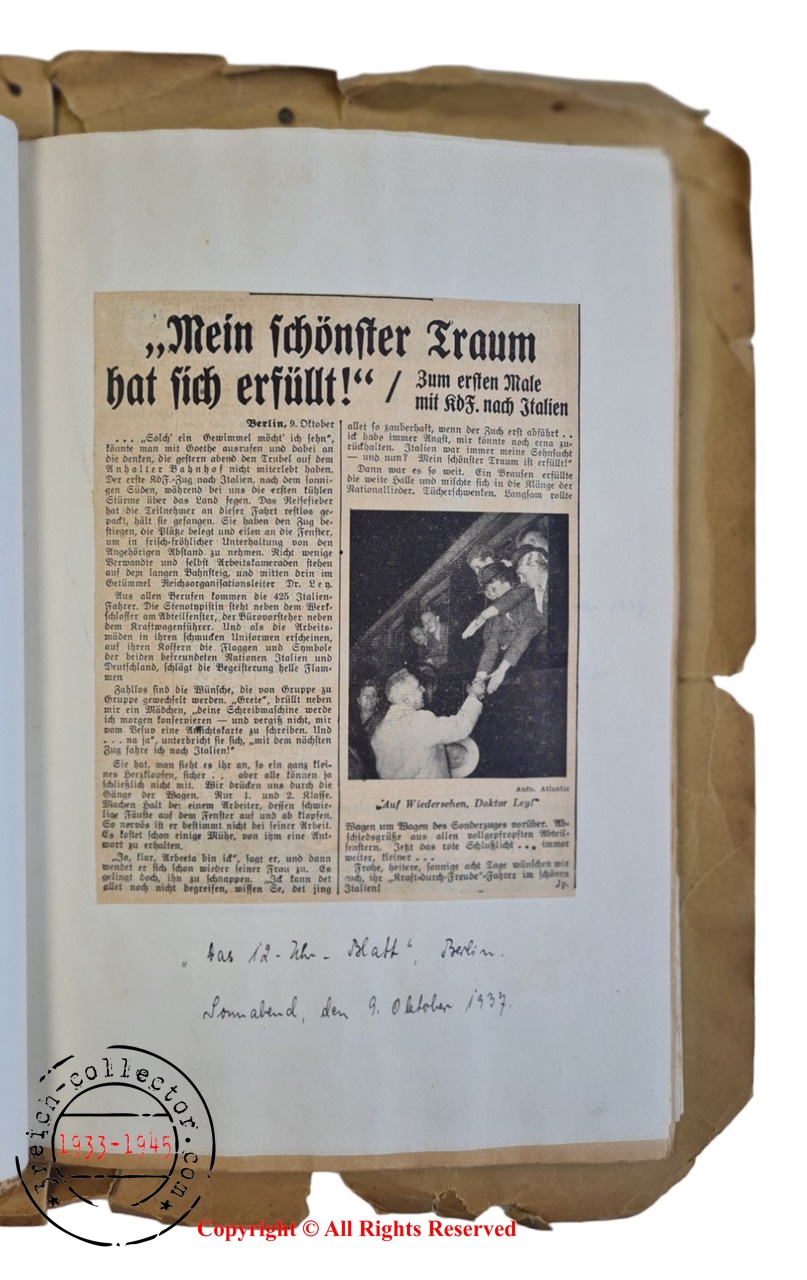 „Mein schönster Traum
hat sich erfüllt!“ / Zum ersten Male
mit KdF. nach Italien
Berlin, 9. Oktober
... „Solch' ein Gewimmel möcht' ich sehn“,
könnte man mit Goethe ausrufen und dabei an
die denken, die gestern abend den Trubel auf dem
Anhalter Bahnhof nicht miterlebt haben.
Der erste KdF.-Zug nach Italien, nach dem sonni-
gen Süden, während bei uns die ersten kühlen
Stürme über das Land fegen. Das Reisefieber
hat die Teilnehmer an dieser Fahrt restlos ge-
packt, hält sie gefangen. Sie haben den Zug be-
stiegen, die Plätze belegt und eilen an die Fenster,
um in frisch-fröhlicher Unterhaltung von den
Angehörigen Abstand zu nehmen. Nicht wenige
Verwandte und selbst Arbeitskameraden stehen
auf dem langen Bahnsteig, und mitten drin im
Getümmel Reichsorganisationsleiter Dr. Ley.
Aus allen Berufen kommen die 425 Italien-
Fahrer. Die Stenotypistin steht neben dem Werk-
schlosser am Abteilfenster, der Bürovorsteher neben
dem Kraftwagenführer. Und als die Arbeits-
mäden in ihren schmucken Uniformen erscheinen,
auf ihren Koffern die Flaggen und Symbole
der beiden befreundeten Nationen Italien und
Deutschland, schlägt die Begeisterung helle Flam-
men
Zahllos sind die Wünsche, die von Gruppe zu
Gruppe gewechselt werden. „Grete“, brüllt neben
mir ein Mädchen, „deine Schreibmaschine werde
ich morgen konservieren — und vergiß nicht, mir
vom Vesuv eine Ansichtskarte zu schreiben. Und
... na ja“, unterbricht sie sich, „mit dem nächsten
Zug fahre ich nach Italien!“
Sie hat, man sieht es ihr an, so ein ganz klei-
nes Herzklopfen, sicher ... aber alle können ja
schließlich nicht mit. Wir drücken uns durch die
Gänge der Wagen. Nur 1. und 2. Klasse.
Machen Halt bei einem Arbeiter, dessen schwie-
lige Fäuste auf dem Fenster auf und ab klopfen.
So nervös ist er bestimmt nicht bei seiner Arbeit.
Es kostet schon einige Mühe, von ihm eine Ant-
wort zu erhalten.
„Ja, klar, Arbeeta bin ick“, sagt er, und dann
wendet er sich schon wieder seiner Frau zu. Es
gelingt doch, ihn zu schnappen. „Ick kann det
allet noch nicht begreifen, wissen Se, det jing
allet so zauberhaft, wenn der Zuch erst abfährt ..
ick habe immer Angst, mir könnte noch eena zu-
rückhalten. Italien war immer meine Sehnsucht
— und nun? Mein schönster Traum ist erfüllt!“
Dann war es so weit. Ein Brausen erfüllte
die weite Halle und mischte sich in die Klänge der
Nationallieder. Tücherschwenken. Langsam rollte
Aufn. Atlantic
„Auf Wiedersehen, Doktor Ley!“
Wagen um Wagen des Sonderzuges vorüber. Ab-
schiedsgrüße aus allen vollgepfropften Abteil-
fenstern. Jetzt das rote Schlußlicht ... immer
weiter, kleiner ...
Frohe, heitere, sonnige acht Tage wünschen wir
euch, ihr „Kraft-durch-Freude“-Fahrer im schönen
Italien! Jp.
„Das 12-Uhr-Blatt“, Berlin.
Sonnabend, den 9. Oktober 1937.
3reich-collector.com
1933-1945
Copyright © All Rights Reserved